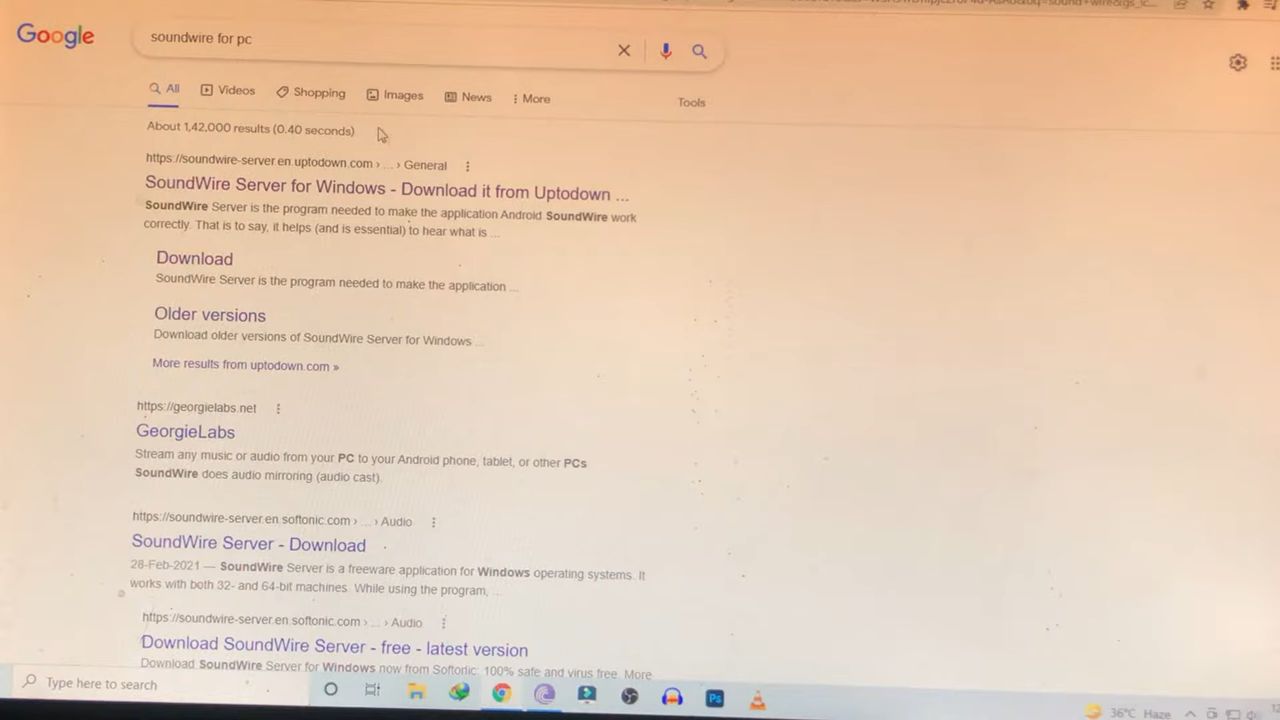 Google
soundwire for pc
All
Videos
Shopping
Images
News
More
Tools
About 1,42,000 results (0.40 seconds)
https://soundwire-server.en.uptodown.com › ... › General
SoundWire Server for Windows - Download it from Uptodown ...
SoundWire Server is the program needed to make the application Android SoundWire work
correctly. That is to say, it helps (and is essential) to hear what is ...
Download
SoundWire Server is the program needed to make the application ...
Older versions
Download older versions of SoundWire Server for Windows ...
More results from uptodown.com »
https://georgielabs.net
GeorgieLabs
Stream any music or audio from your PC to your Android phone, tablet, or other PCs
SoundWire does audio mirroring (audio cast).
https://soundwire-server.en.softonic.com › ... › Audio
SoundWire Server - Download
28-Feb-2021 — SoundWire Server is a freeware application for Windows operating systems. It
works with both 32- and 64-bit machines. While using the program, ...
https://soundwire-server.en.softonic.com › ... › Audio
Download SoundWire Server - free - latest version
Download SoundWire Server for Windows now from Softonic: 100% safe and virus free. More
Type here to search
Ps
36°C Haze